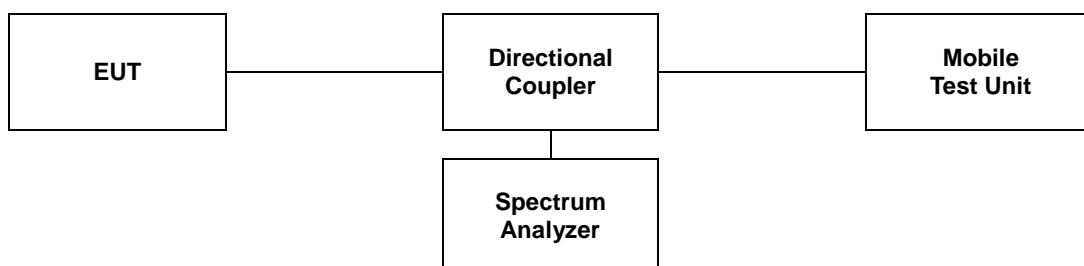 EUT
Directional
Coupler
Mobile
Test Unit
Spectrum
Analyzer